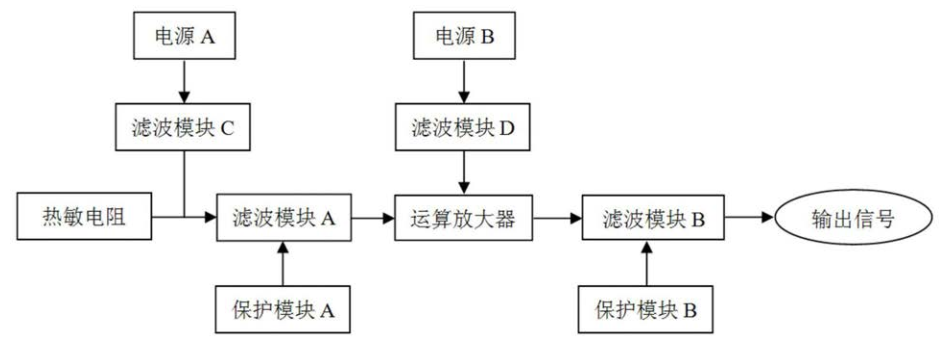 电源 A
电源 B
滤波模块 C
滤波模块 D
热敏电阻
滤波模块 A
运算放大器
滤波模块 B
输出信号
保护模块 A
保护模块 B